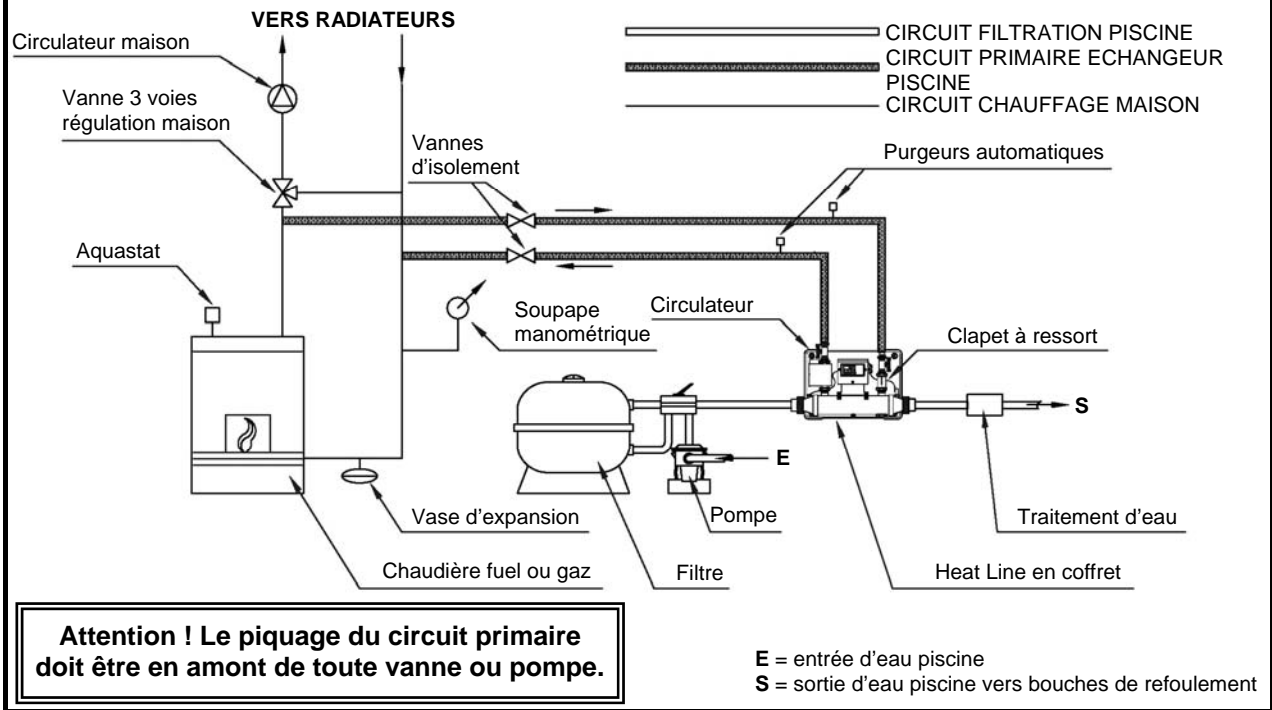 VERS RADIATEURS
Circulateur maison
Vanne 3 voies
régulation maison
CIRCUIT FILTRATION PISCINE
CIRCUIT PRIMAIRE ECHANGEUR
PISCINE
CIRCUIT CHAUFFAGE MAISON
Vannes
d'isolement
Purgeurs automatiques
Aquastat
Soupape
manométrique
Circulateur
Clapet à ressort
S
E
Vase d'expansion
Pompe
Traitement d'eau
Chaudière fuel ou gaz
Filtre
Heat Line en coffret
Attention ! Le piquage du circuit primaire
doit être en amont de toute vanne ou pompe.
E = entrée d'eau piscine
S = sortie d'eau piscine vers bouches de refoulement